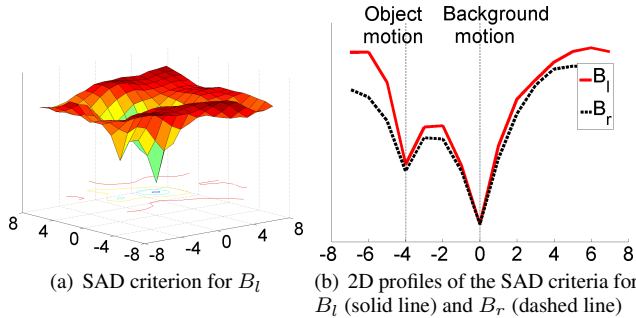 Object motion
Background motion
B_l
B_r
8
4
0
-4
-8
-8
-4
0
4
8
-8 -6 -4 -2 0 2 4 6 8
(a) SAD criterion for B_l
(b) 2D profiles of the SAD criteria for
B_l (solid line) and B_r (dashed line)